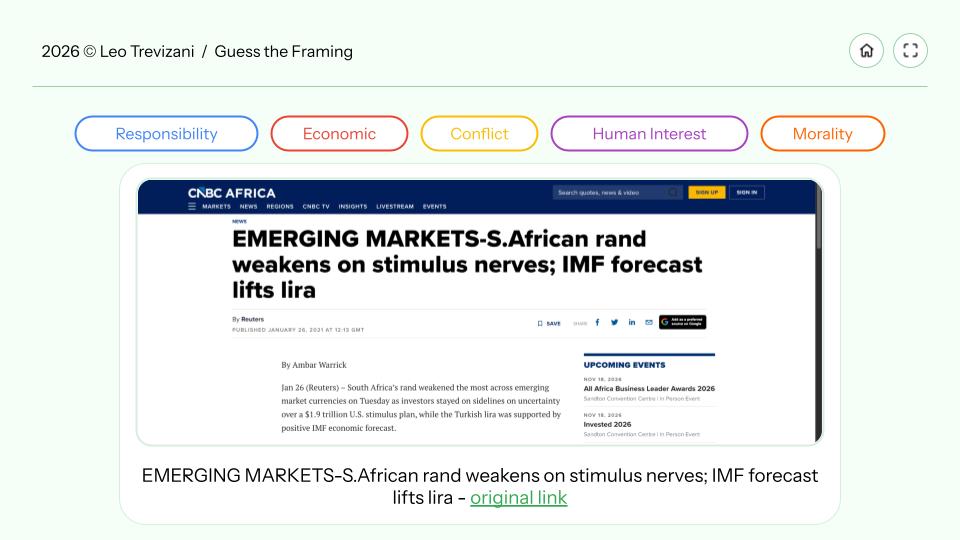 2026 © Leo Trevizani / Guess the Framing
Responsibility
Economic
Conflict
Human Interest
Morality
CNBC AFRICA
Search quotes, news & video
SIGN UP
SIGN IN
MARKETS NEWS REGIONS CNBC TV INSIGHTS LIVESTREAM EVENTS
NEWS
EMERGING MARKETS-S.African rand
weakens on stimulus nerves; IMF forecast
lifts lira
By Reuters
PUBLISHED JANUARY 26, 2021 AT 12:13 GMT
SAVE
SHARE
Add as a preferred
source on Google
By Ambar Warrick
Jan 26 (Reuters) – South Africa's rand weakened the most across emerging
market currencies on Tuesday as investors stayed on sidelines on uncertainty
over a $1.9 trillion U.S. stimulus plan, while the Turkish lira was supported by
positive IMF economic forecast.
UPCOMING EVENTS
NOV 18, 2026
All Africa Business Leader Awards 2026
Sandton Convention Centre | In Person Event
NOV 18, 2026
Invested 2026
Sandton Convention Centre | In Person Event
EMERGING MARKETS-S.African rand weakens on stimulus nerves; IMF forecast
lifts lira - original link